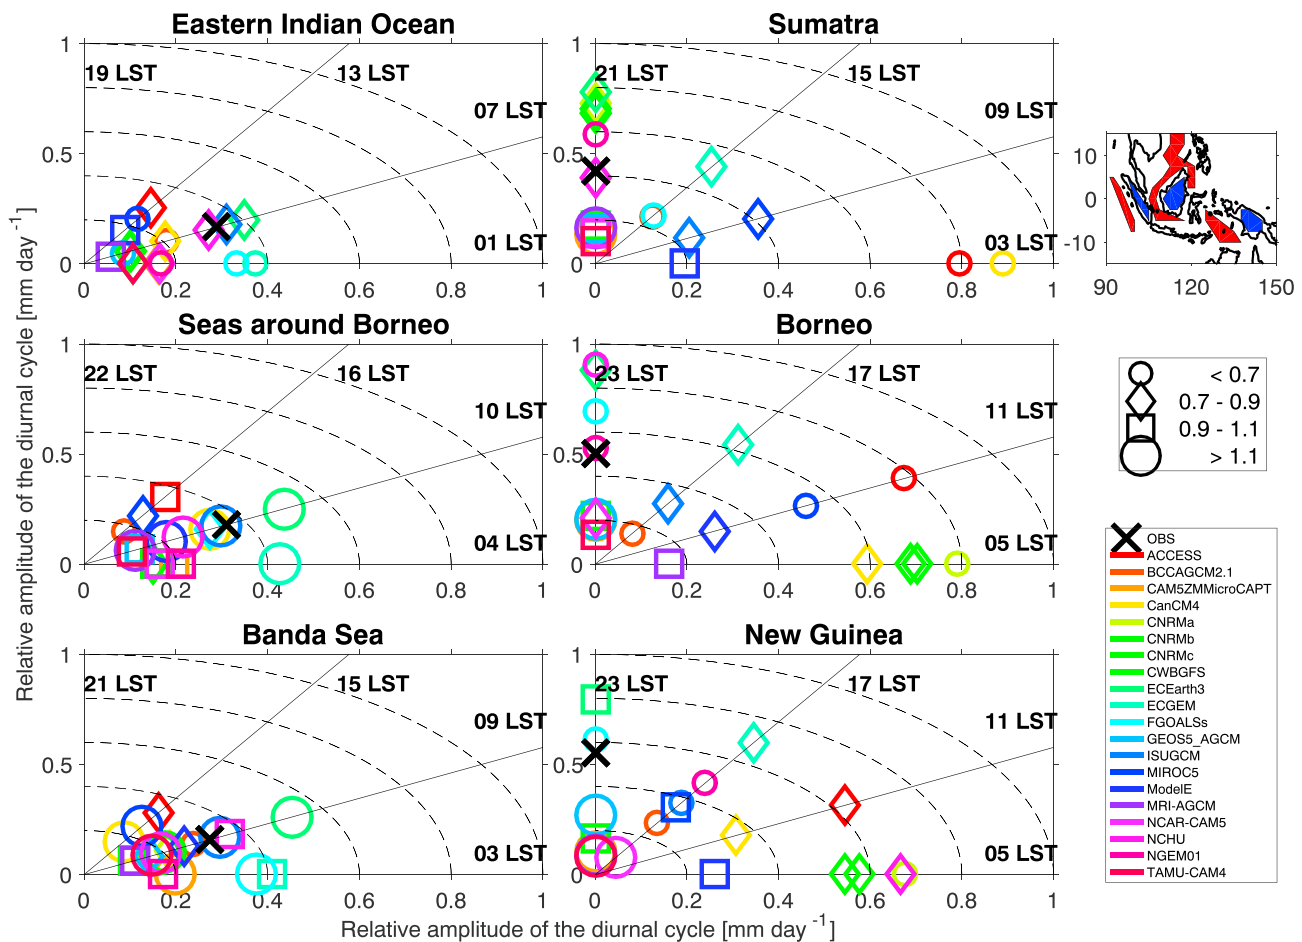 Eastern Indian Ocean
1
19 LST
13 LST
07 LST
0.5
01 LST
0
0 0.2 0.4 0.6 0.8 1
Sumatra
1
21 LST
15 LST
09 LST
0.5
03 LST
0
0 0.2 0.4 0.6 0.8 1
10
0
-10
90 120 150
Relative amplitude of the diurnal cycle [mm day -1]
Seas around Borneo
1
22 LST
16 LST
10 LST
0.5
04 LST
0
0 0.2 0.4 0.6 0.8 1
Borneo
1
23 LST
17 LST
11 LST
0.5
05 LST
0
0 0.2 0.4 0.6 0.8 1
< 0.7
0.7 - 0.9
0.9 - 1.1
> 1.1
Banda Sea
1
21 LST
15 LST
09 LST
0.5
03 LST
0
0 0.2 0.4 0.6 0.8 1
New Guinea
1
23 LST
17 LST
11 LST
0.5
05 LST
0
0 0.2 0.4 0.6 0.8 1
OBS
ACCESS
BCCAGCM2.1
CAM5ZMMicroCAPT
CanCM4
CNRMa
CNRMb
CNRMc
CWBGFS
ECEarth3
ECGEM
FGOALSs
GEOS5_AGCM
ISUGCM
MIROC5
ModelE
MRI-AGCM
NCAR-CAM5
NCHU
NGEM01
TAMU-CAM4
Relative amplitude of the diurnal cycle [mm day -1]